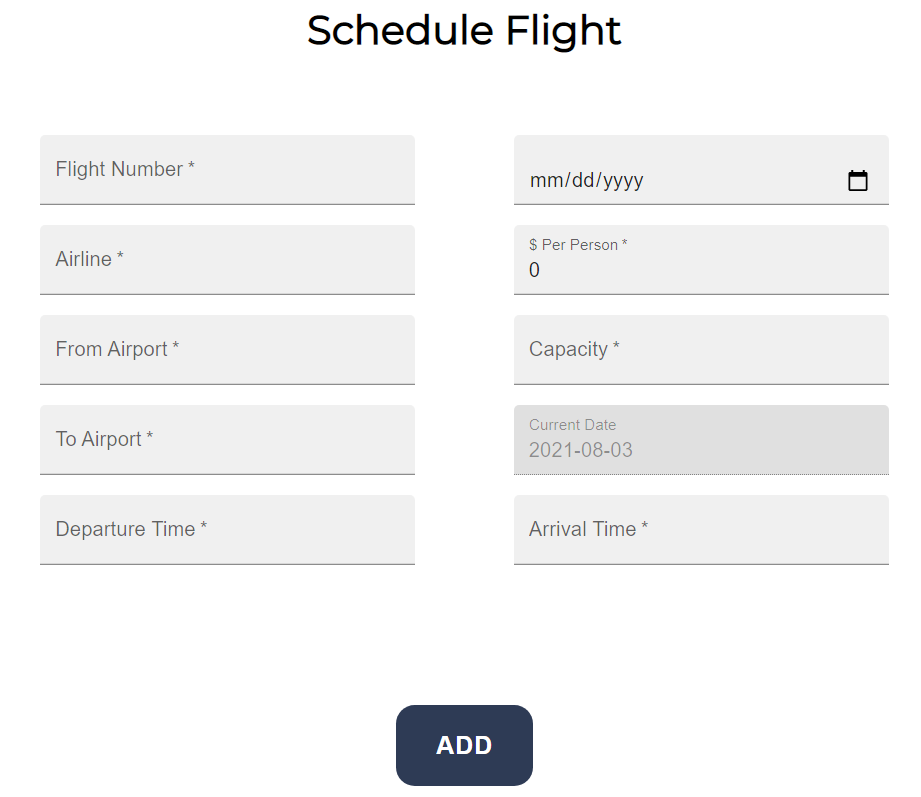 Schedule Flight
Flight Number *
mm/dd/yyyy
Airline *
$ Per Person *
0
From Airport *
Capacity *
To Airport *
Current Date
2021-08-03
Departure Time *
Arrival Time *
ADD